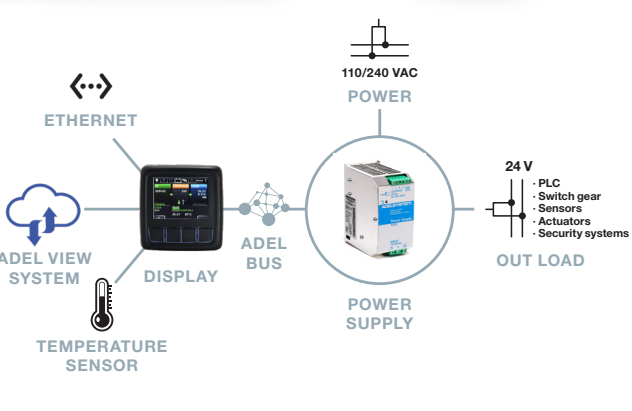 110/240 VAC
POWER
ETHERNET
24 V
· PLC
· Switch gear
· Sensors
· Actuators
· Security systems
OUT LOAD
ADEL
BUS
DISPLAY
ADEL VIEW
SYSTEM
POWER
SUPPLY
TEMPERATURE
SENSOR